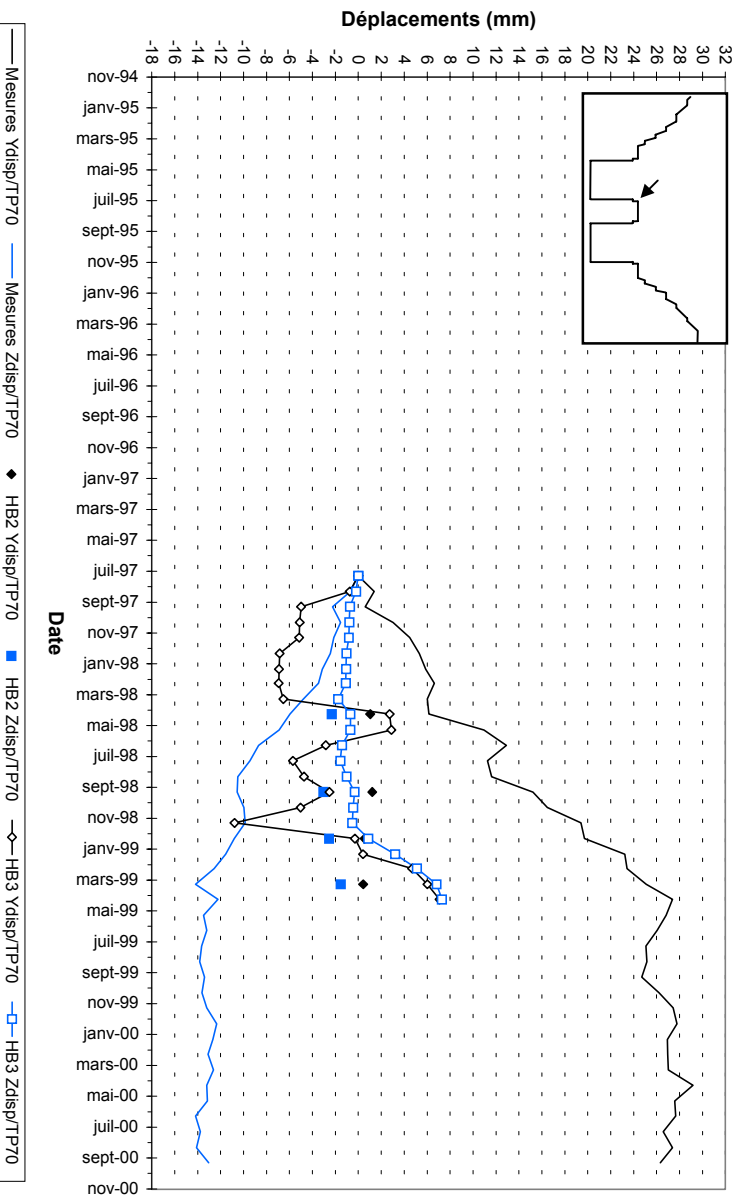 Déplacements (mm)
-18 -16 -14 -12 -10 -8 -6 -4 -2 0 2 4 6 8 10 12 14 16 18 20 22 24 26 28 30 32
nov-94
janv-95
mars-95
mai-95
juil-95
sept-95
nov-95
janv-96
mars-96
mai-96
juil-96
sept-96
nov-96
janv-97
mars-97
mai-97
juil-97
sept-97
nov-97
janv-98
mars-98
mai-98
juil-98
sept-98
nov-98
janv-99
mars-99
mai-99
juil-99
sept-99
nov-99
janv-00
mars-00
mai-00
juil-00
sept-00
nov-00
Date
Mesures Ydisp/TP70 Mesures Zdisp/TP70 HB2 Ydisp/TP70 HB2 Zdisp/TP70 HB3 Ydisp/TP70 HB3 Zdisp/TP70